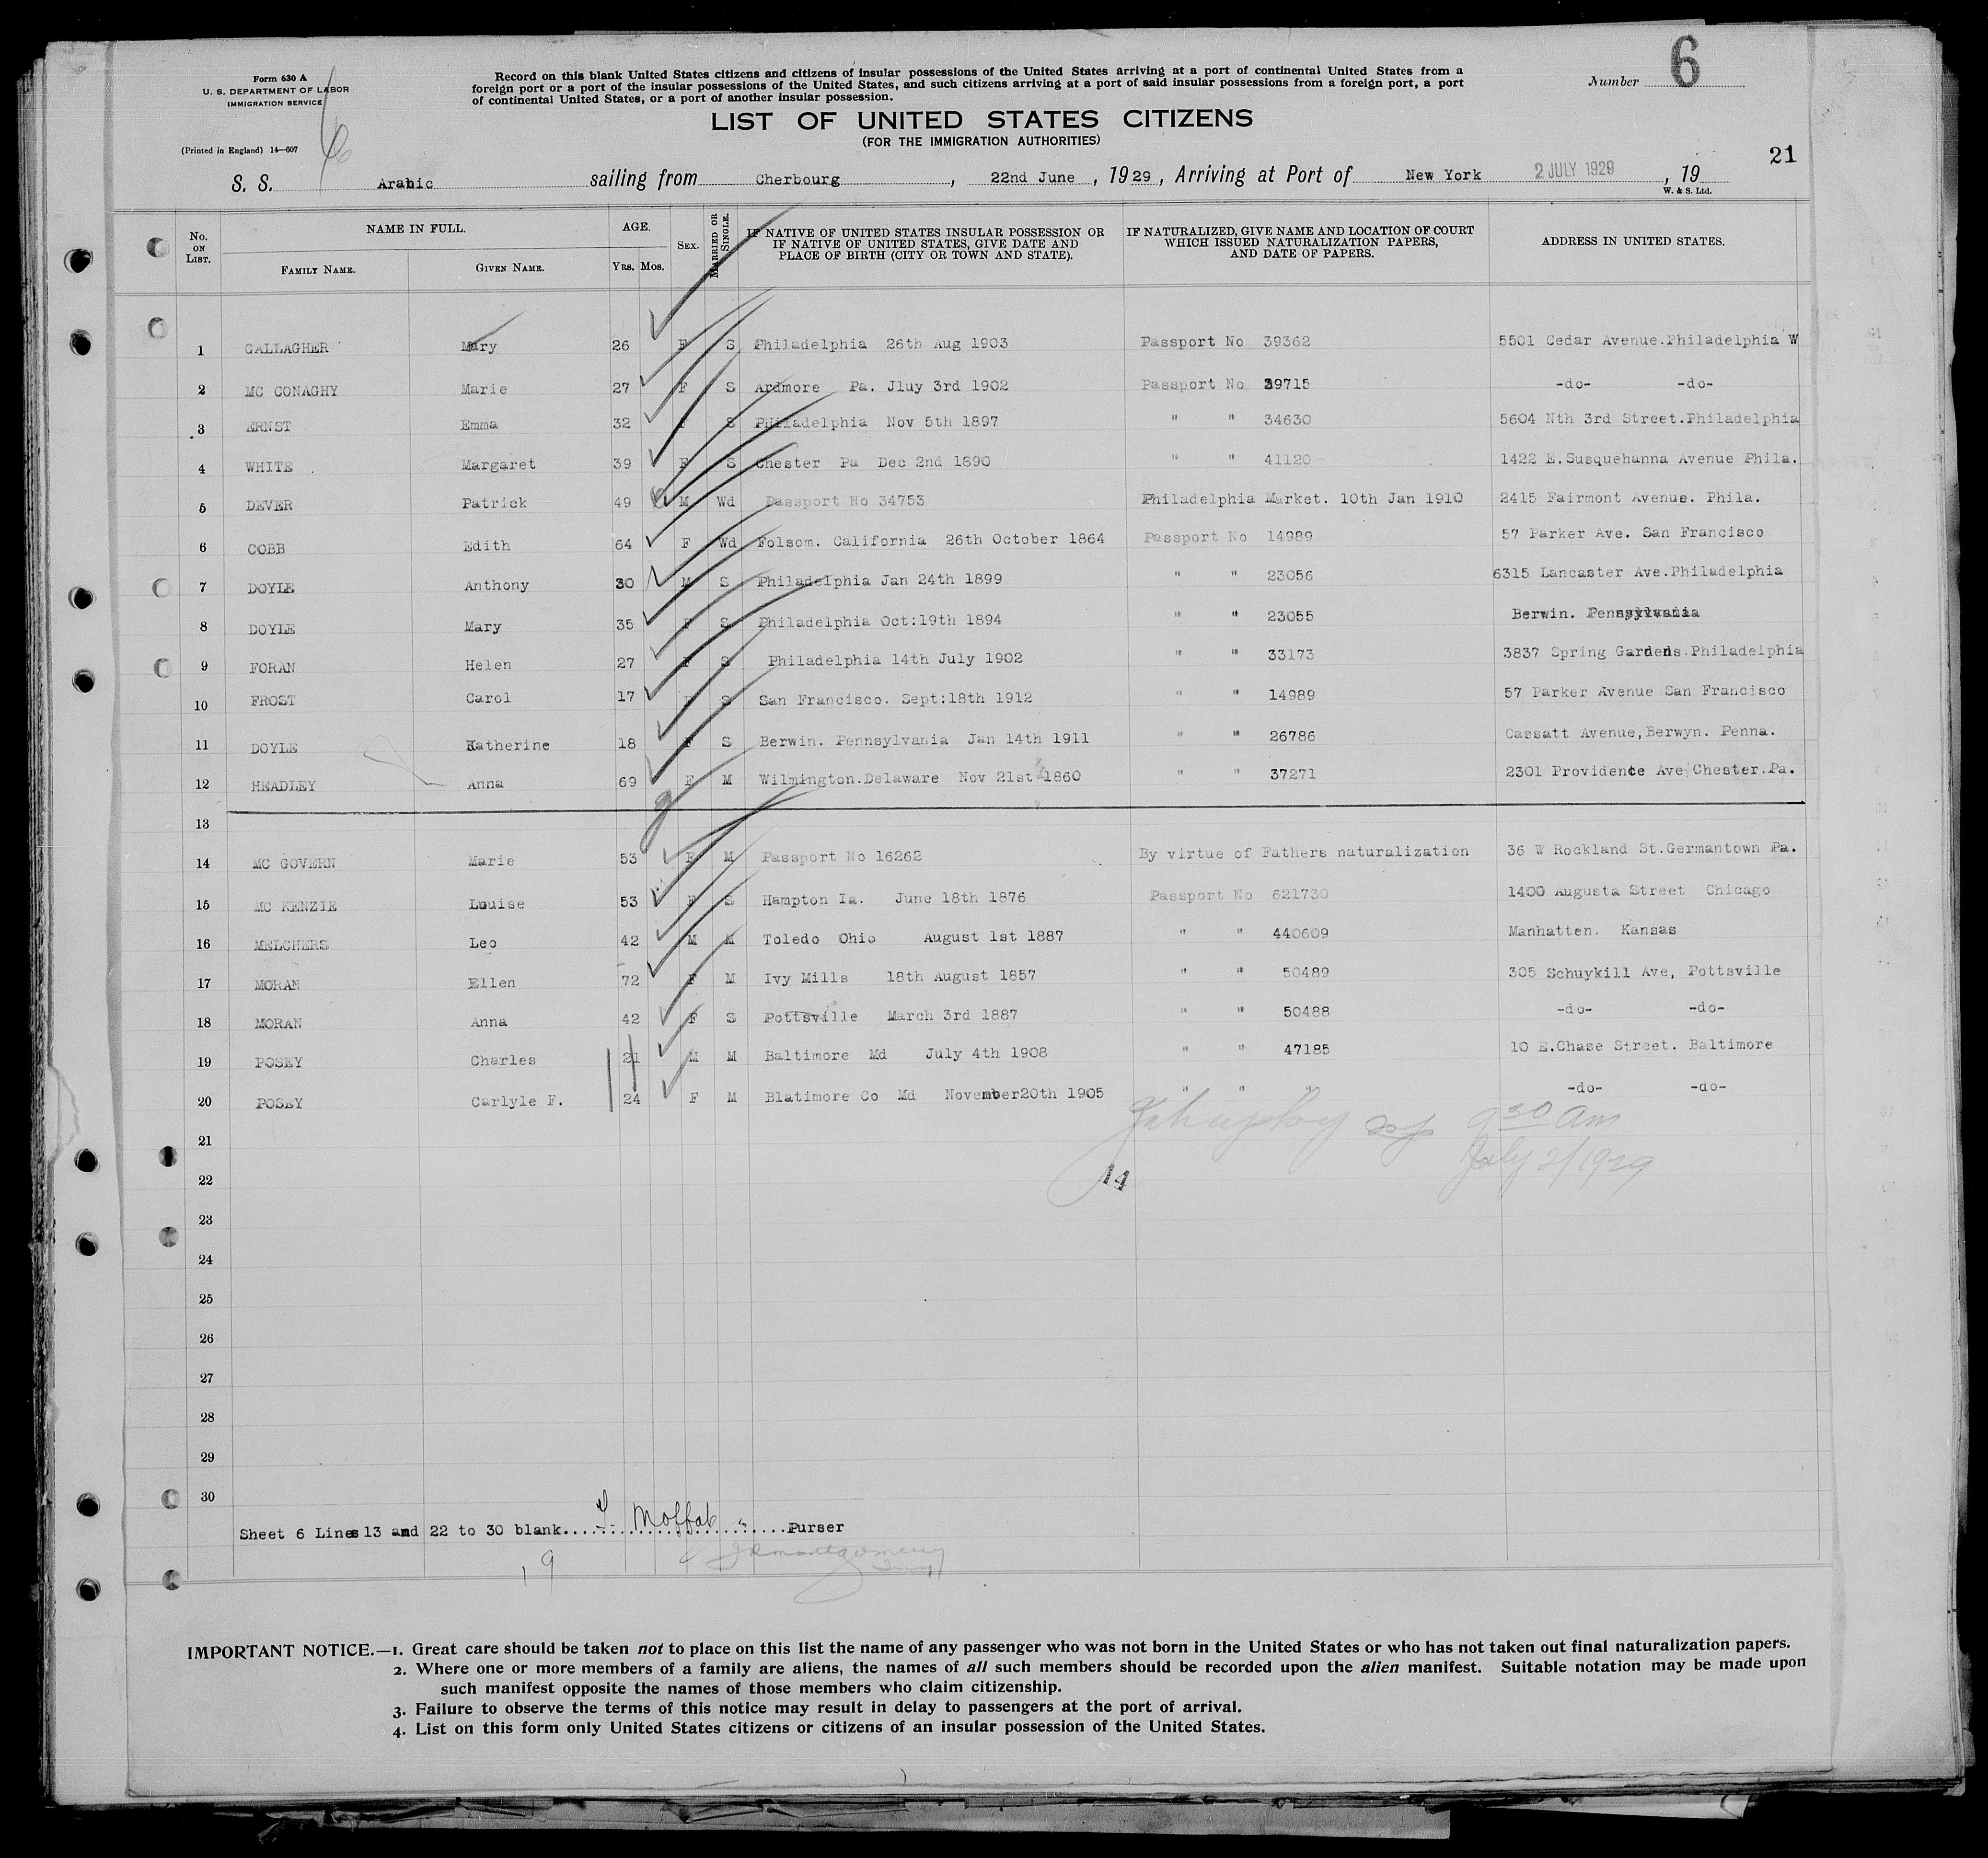 Form 630 A
U. S. DEPARTMENT OF LABOR
IMMIGRATION SERVICE
(Printed in England) 14—607
Record on this blank United States citizens and citizens of insular possessions of the United States arriving at a port of continental United States from a
foreign port or a port of the insular possessions of the United States, and such citizens arriving at a port of said insular possessions from a foreign port, a port
of continental United States, or a port of another insular possession.
Number 6
LIST OF UNITED STATES CITIZENS
(FOR THE IMMIGRATION AUTHORITIES)
21
S. S. Arabic sailing from Cherbourg, 22nd June, 1929, Arriving at Port of New York 2 JULY 1929, 19
W. & S. Ltd.
No. ON LIST. NAME IN FULL. FAMILY NAME. GIVEN NAME. AGE. YRS. MOS. SEX. MARRIED OR SINGLE. IF NATIVE OF UNITED STATES INSULAR POSSESSION OR IF NATIVE OF UNITED STATES, GIVE DATE AND PLACE OF BIRTH (CITY OR TOWN AND STATE). IF NATURALIZED, GIVE NAME AND LOCATION OF COURT WHICH ISSUED NATURALIZATION PAPERS, AND DATE OF PAPERS. ADDRESS IN UNITED STATES.
1 GALLAGHER Mary 26 F S Philadelphia 26th Aug 1903 Passport No 39362 5501 Cedar Avenue.Philadelphia W
2 MC CONAGHY Marie 27 F S Ardmore Pa. Jluy 3rd 1902 Passport No 39715 -do- -do-
3 ERNST Emma 32 F S Philadelphia Nov 5th 1897 " " 34630 5604 Nth 3rd Street.Philadelphia
4 WHITE . Margaret 39 F S Chester Pa Dec 2nd 1890 " " 41120 1422 E.Susquehanna Avenue Phila.
5 DEVER Patrick 49 M Wd Passport No 34753 Philadelphia Market. 10th Jan 1910 2415 Fairmont Avenue. Phila.
6 COBB Edith 64 F Wd Folsom. California 26th October 1864 Passport No 14989 57 Parker Ave. San Francisco
7 DOYLE Anthony 30 M S Philadelphia Jan 24th 1899 " " 23056 6315 Lancaster Ave.Philadelphia
8 DOYLE Mary 35 F S Philadelphia Oct:19th 1894 " " 23055 Berwin. Pennsylvania
9 FORAN Helen 27 F S Philadelphia 14th July 1902 " " 33173 3837 Spring Gardens.Philadelphia
10 FROST Carol 17 F S San Francisco. Sept:18th 1912 " " 14989 57 Parker Avenue San Francisco
11 DOYLE Katherine 18 F S Berwin. Pennsylvania Jan 14th 1911 " " 26786 Cassatt Avenue,Berwyn. Penna.
12 HEADLEY Anna 69 F M Wilmington.Delaware Nov 21st 1860 " " 37271 2301 Providence Ave Chester.Pa.
13
14 MC GOVERN Marie 53 F M Passport No 16262 By virtue of Fathers naturalization 36 W Rockland St.Germantown Pa.
15 MC KENZIE Louise 53 F S Hampton Ia. June 18th 1876 Passport No 621730 1400 Augusta Street Chicago
16 MELCHERS Leo 42 M M Toledo Ohio August 1st 1887 " " 440609 Manhatten. Kansas
17 MORAN Ellen 72 F M Ivy Mills 18th August 1857 " " 50489 305 Schuykill Ave, Pottsville
18 MORAN Anna 42 F S Pottsville March 3rd 1887 " " 50488 -do- -do-
19 POSEY Charles 21 M M Baltimore Md July 4th 1908 " " 47185 10 E.Chase Street. Baltimore
20 POSEY Carlyle F. 24 F M Blatimore Co Md November20th 1905 " " " -do- -do-
9 30 am
July 2/1929
21
22 14
23
24
25
26
27
28
29
30
Sheet 6 Lines 13 and 22 to 30 blank.... Moffat ....Purser
19
IMPORTANT NOTICE.—1. Great care should be taken not to place on this list the name of any passenger who was not born in the United States or who has not taken out final naturalization papers.
2. Where one or more members of a family are aliens, the names of all such members should be recorded upon the alien manifest. Suitable notation may be made upon
such manifest opposite the names of those members who claim citizenship.
3. Failure to observe the terms of this notice may result in delay to passengers at the port of arrival.
4. List on this form only United States citizens or citizens of an insular possession of the United States.